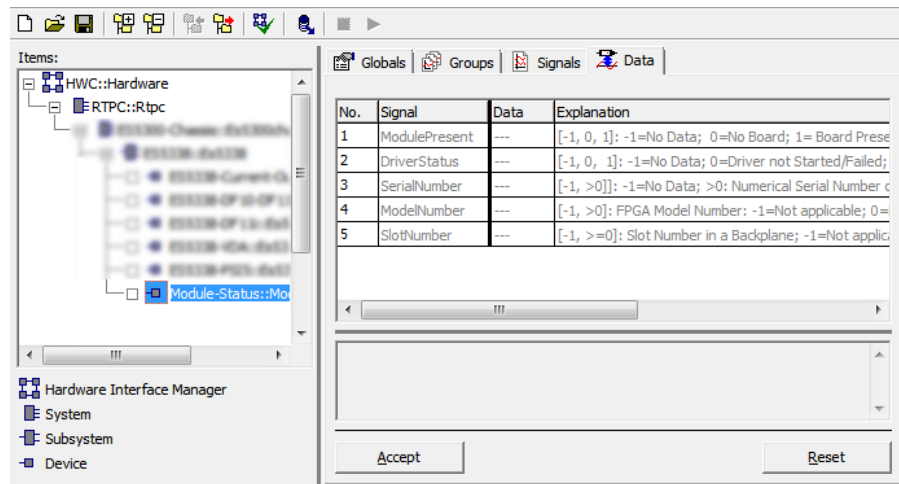 Items:
HWC::Hardware
RTPC::Rtpc
Module-Status::Mo
Hardware Interface Manager
System
Subsystem
Device
Globals Groups Signals Data
No. Signal Data Explanation
1 ModulePresent --- [-1, 0, 1]: -1=No Data; 0=No Board; 1= Board Prese
2 DriverStatus --- [-1, 0, 1]: -1=No Data; 0=Driver not Started/Failed;
3 SerialNumber --- [-1, >0]]: -1=No Data; >0: Numerical Serial Number
4 ModelNumber --- [-1, >0]: FPGA Model Number: -1=Not applicable; 0=
5 SlotNumber --- [-1, >=0]: Slot Number in a Backplane; -1=Not applic
Accept Reset